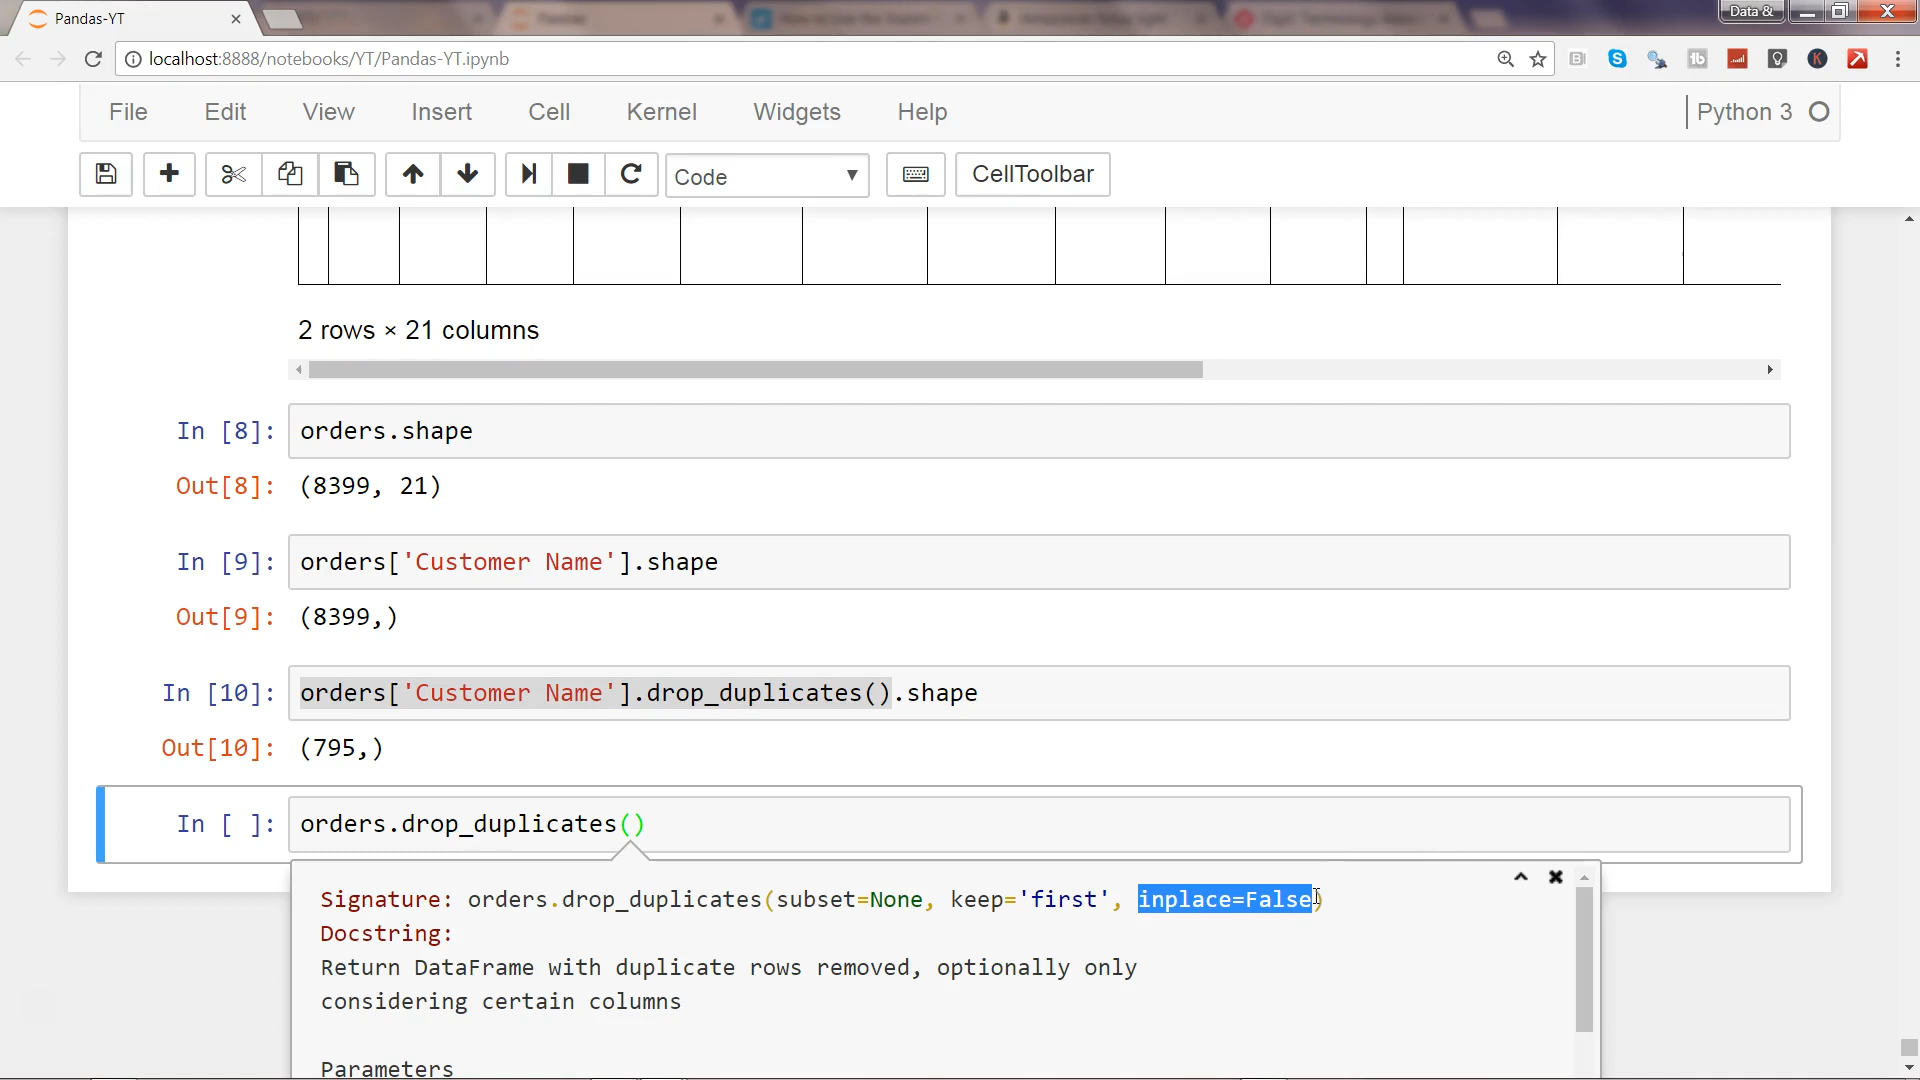 Pandas-YT
Data &
localhost:8888/notebooks/YT/Pandas-YT.ipynb
File Edit View Insert Cell Kernel Widgets Help Python 3
Code CellToolbar
2 rows × 21 columns
In [8]: orders.shape
Out[8]: (8399, 21)
In [9]: orders['Customer Name'].shape
Out[9]: (8399,)
In [10]: orders['Customer Name'].drop_duplicates().shape
Out[10]: (795,)
In [ ]: orders.drop_duplicates()
Signature: orders.drop_duplicates(subset=None, keep='first', inplace=False)
Docstring:
Return DataFrame with duplicate rows removed, optionally only
considering certain columns
Parameters